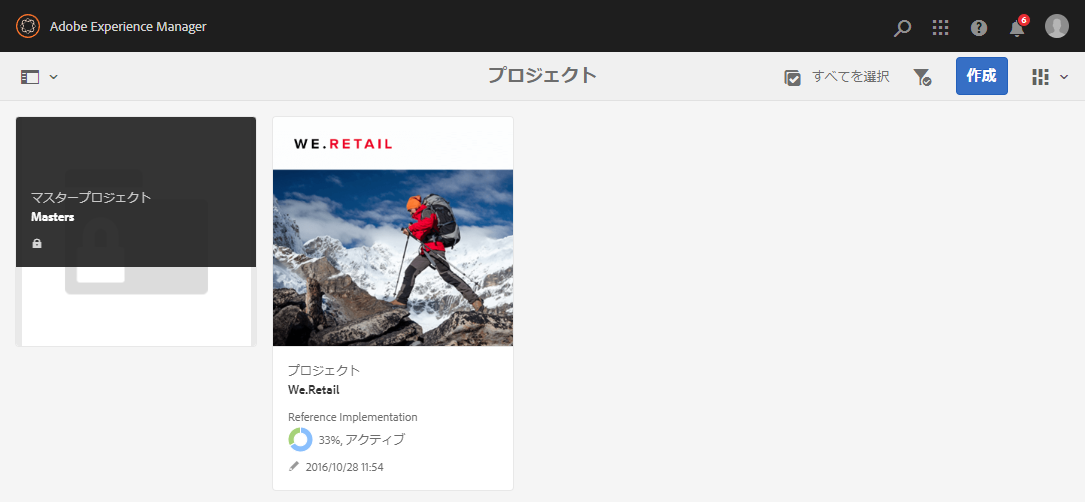 Adobe Experience Manager
6
プロジェクト
すべてを選択
作成
マスタープロジェクト
Masters
WE.RETAIL
プロジェクト
We.Retail
Reference Implementation
33%, アクティブ
2016/10/28 11:54